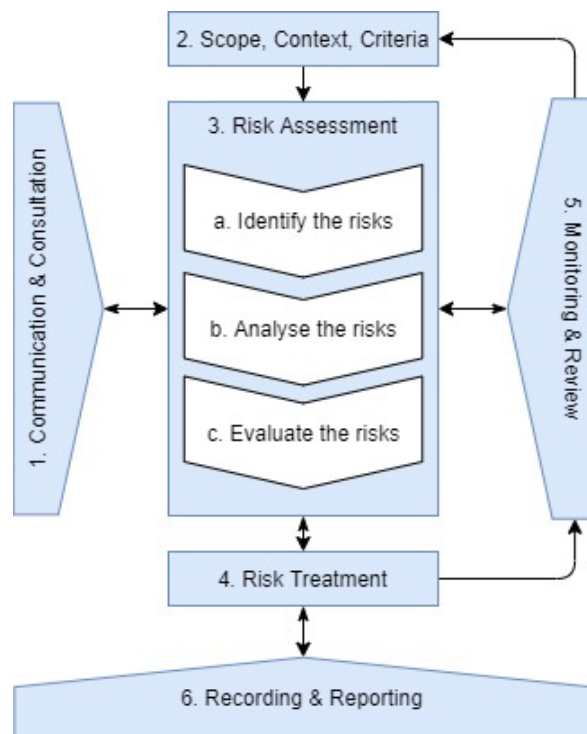 2. Scope, Context, Criteria
3. Risk Assessment
a. Identify the risks
b. Analyse the risks
c. Evaluate the risks
1. Communication & Consultation
5. Monitoring & Review
4. Risk Treatment
6. Recording & Reporting